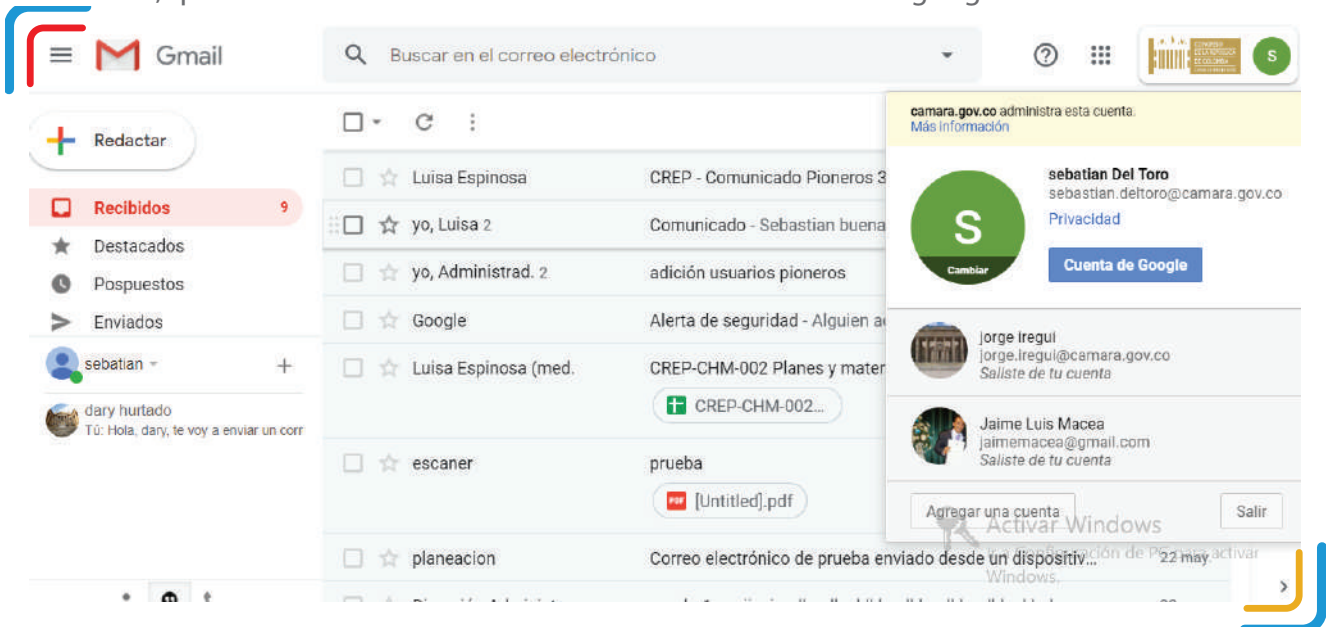 Gmail
Buscar en el correo electrónico
S
camara.gov.co administra esta cuenta.
Más información
Redactar
sebatian Del Toro
sebastian.deltoro@camara.gov.co
Privacidad
S
Cambiar
Cuenta de Google
Recibidos 9
Destacados
Pospuestos
Enviados
sebatian
dary hurtado
Tú: Hola, dary, te voy a enviar un corr
Luisa Espinosa CREP - Comunicado Pioneros 3
yo, Luisa 2 Comunicado - Sebastian buena
yo, Administrad. 2 adición usuarios pioneros
Google Alerta de seguridad - Alguien a
Luisa Espinosa (med. CREP-CHM-002 Planes y mater
CREP-CHM-002...
escaner prueba
PDF [Untitled].pdf
planeacion Correo electrónico de prueba enviado desde un dispositiv... 22 may.
jorge iregui
jorge.iregui@camara.gov.co
Saliste de tu cuenta
Jaime Luis Macea
jaimemacea@gmail.com
Saliste de tu cuenta
Agregar una cuenta Salir
Activar Windows
activar
Windows.